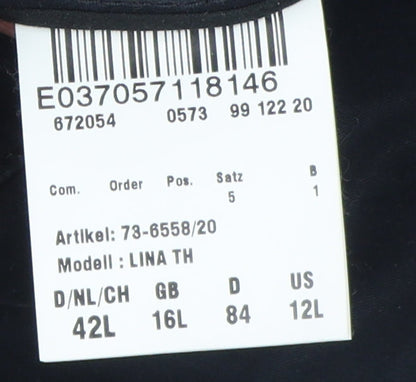 E037057118146
672054 0573 99 122 20
Com. Order Pos. Satz B
5 1
Artikel: 73-6558/20
Modell : LINA TH
D/NL/CH GB D US
42L 16L 84 12L